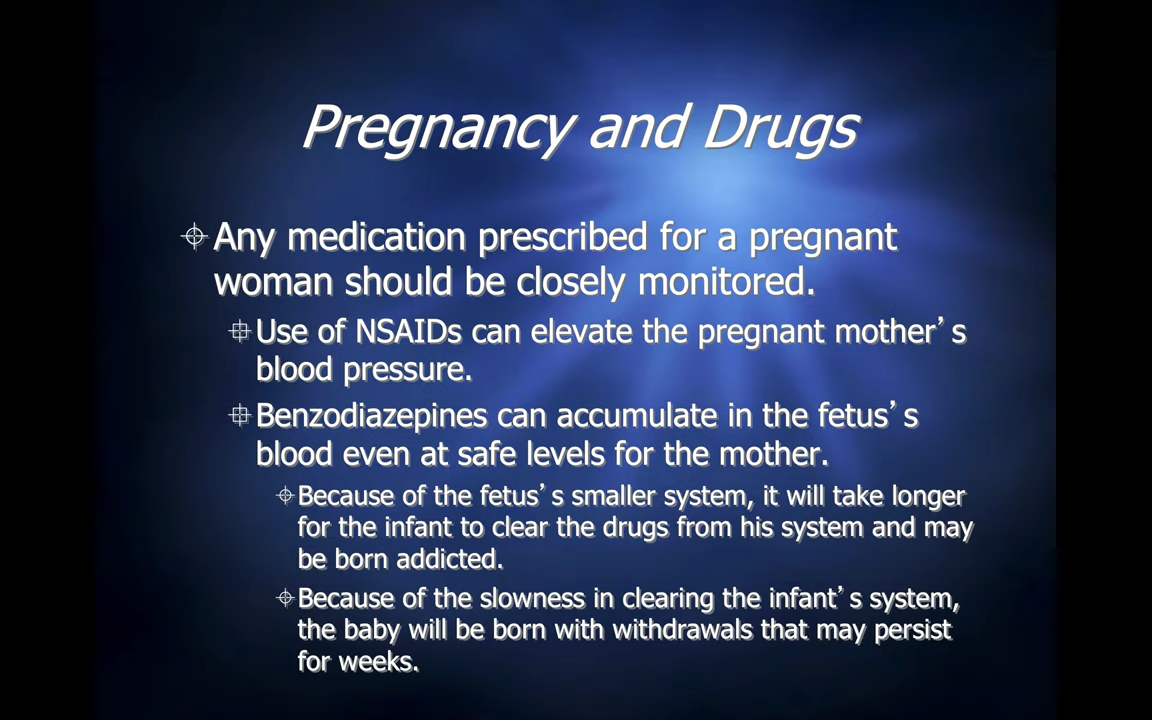 Pregnancy and Drugs
Any medication prescribed for a pregnant
woman should be closely monitored.
Use of NSAIDs can elevate the pregnant mother’s
blood pressure.
Benzodiazepines can accumulate in the fetus’s
blood even at safe levels for the mother.
Because of the fetus’s smaller system, it will take longer
for the infant to clear the drugs from his system and may
be born addicted.
Because of the slowness in clearing the infant’s system,
the baby will be born with withdrawals that may persist
for weeks.